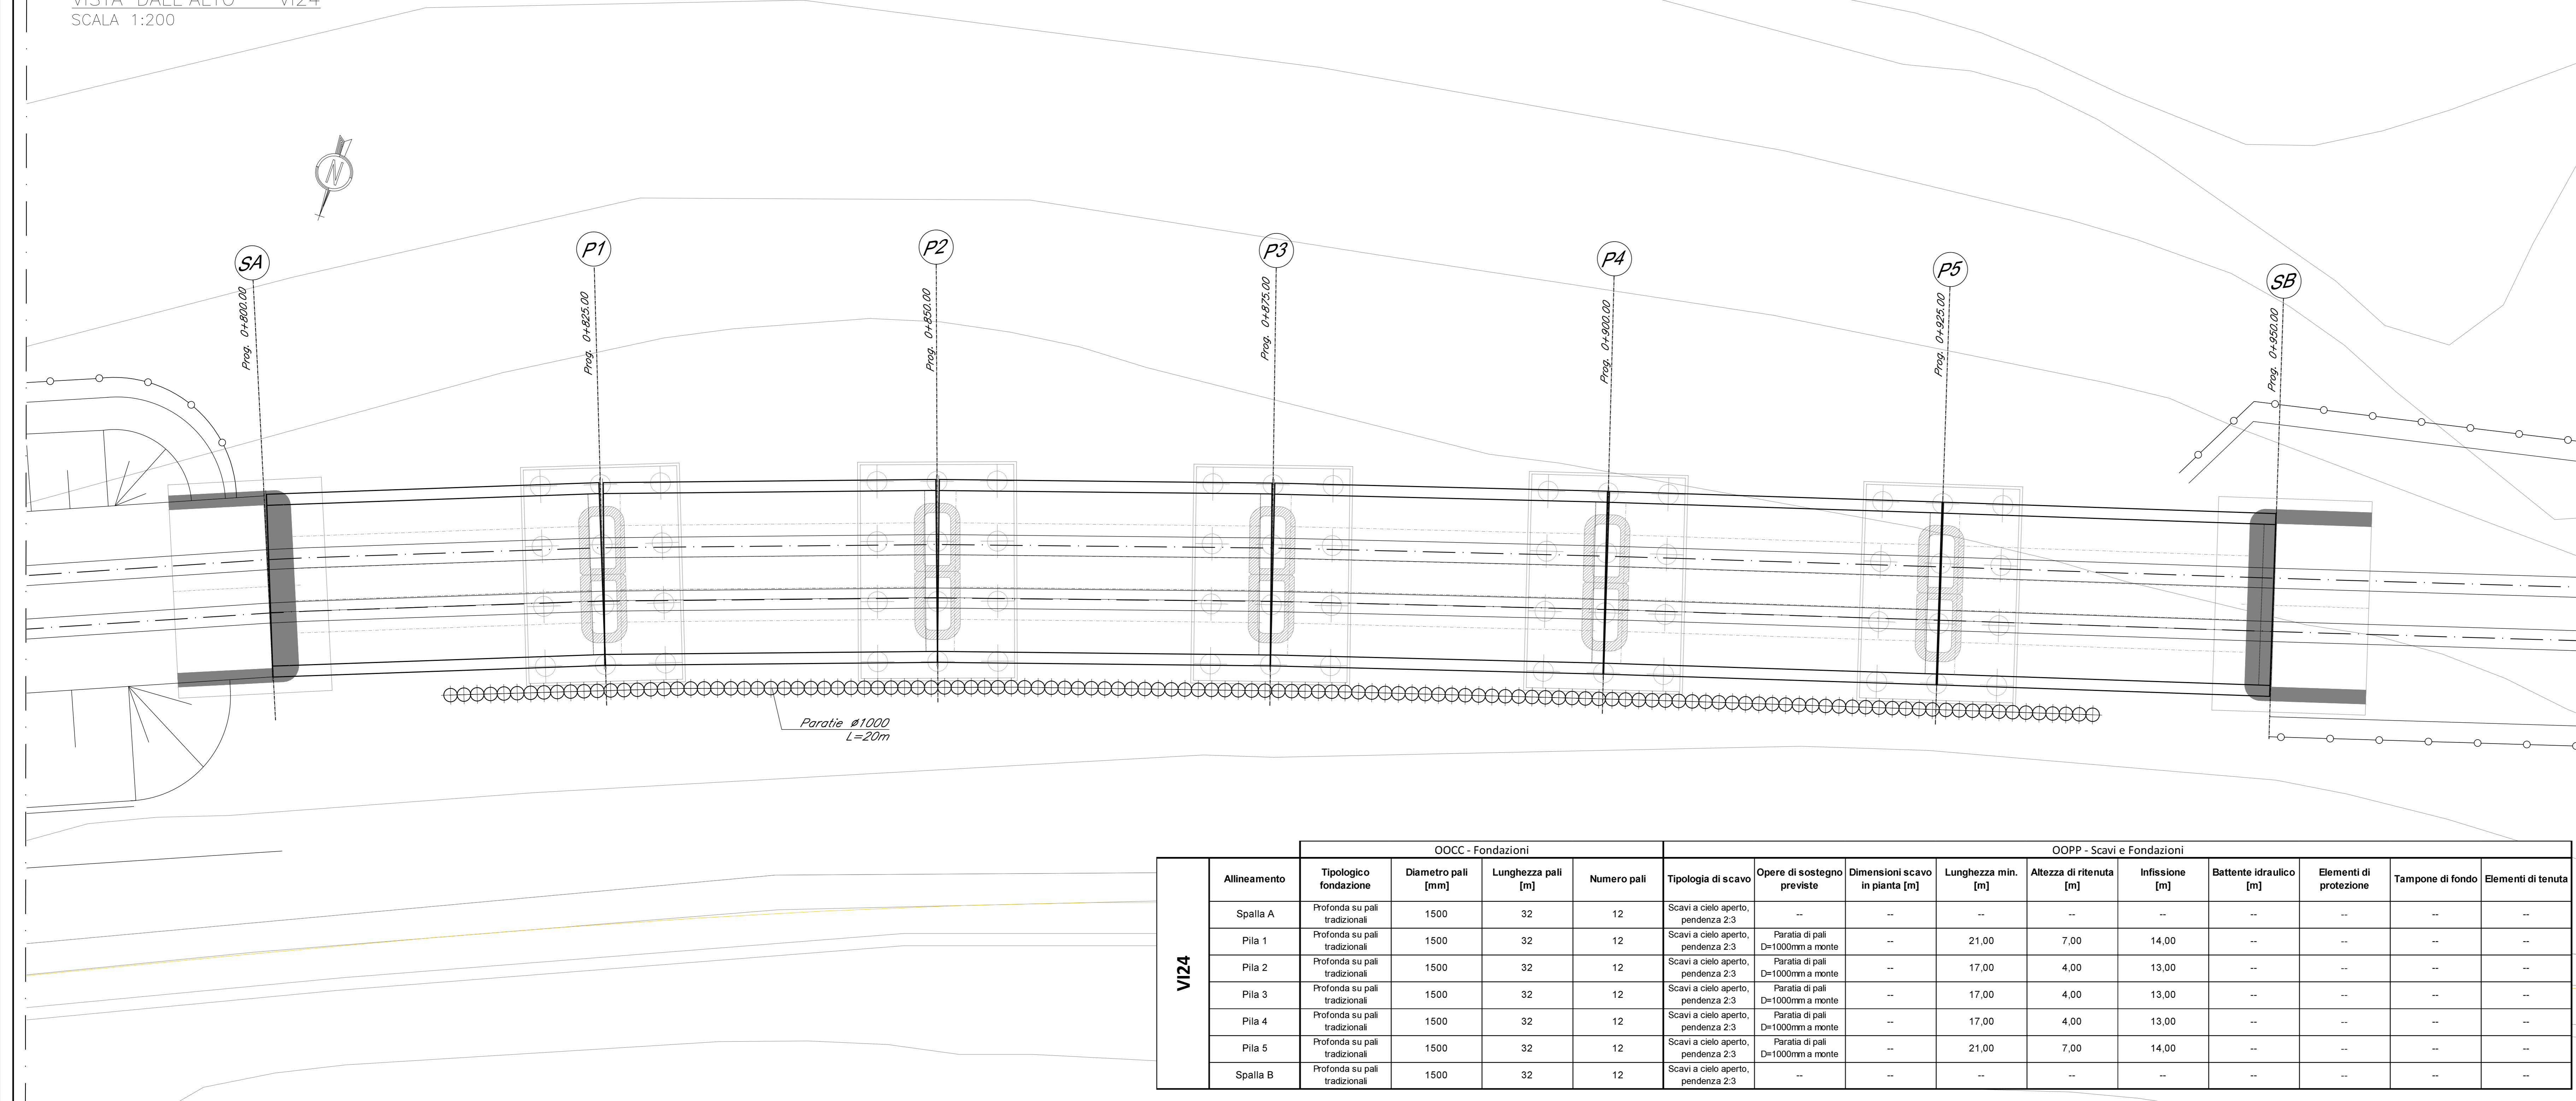 VISTA DALL'ALTO - VI24
SCALA 1:200
N
SA
P1
P2
P3
P4
P5
SB
Prog. 0+800.00
Prog. 0+825.00
Prog. 0+850.00
Prog. 0+875.00
Prog. 0+900.00
Prog. 0+925.00
Prog. 0+950.00
Paratie ø1000
L=20m
OOCC - Fondazioni OOPP - Scavi e Fondazioni
Allineamento Tipologico fondazione Diametro pali [mm] Lunghezza pali [m] Numero pali Tipologia di scavo Opere di sostegno previste Dimensioni scavo in pianta [m] Lunghezza min. [m] Altezza di ritenuta [m] Infissione [m] Battente idraulico [m] Elementi di protezione Tampone di fondo Elementi di tenuta
VI24
Spalla A Profonda su pali tradizionali 1500 32 12 Scavi a cielo aperto, pendenza 2:3 -- -- -- -- -- -- -- -- --
Pila 1 Profonda su pali tradizionali 1500 32 12 Scavi a cielo aperto, pendenza 2:3 Paratia di pali D=1000mm a monte -- 21,00 7,00 14,00 -- -- -- --
Pila 2 Profonda su pali tradizionali 1500 32 12 Scavi a cielo aperto, pendenza 2:3 Paratia di pali D=1000mm a monte -- 17,00 4,00 13,00 -- -- -- --
Pila 3 Profonda su pali tradizionali 1500 32 12 Scavi a cielo aperto, pendenza 2:3 Paratia di pali D=1000mm a monte -- 17,00 4,00 13,00 -- -- -- --
Pila 4 Profonda su pali tradizionali 1500 32 12 Scavi a cielo aperto, pendenza 2:3 Paratia di pali D=1000mm a monte -- 17,00 4,00 13,00 -- -- -- --
Pila 5 Profonda su pali tradizionali 1500 32 12 Scavi a cielo aperto, pendenza 2:3 Paratia di pali D=1000mm a monte -- 21,00 7,00 14,00 -- -- -- --
Spalla B Profonda su pali tradizionali 1500 32 12 Scavi a cielo aperto, pendenza 2:3 -- -- -- -- -- -- -- -- --